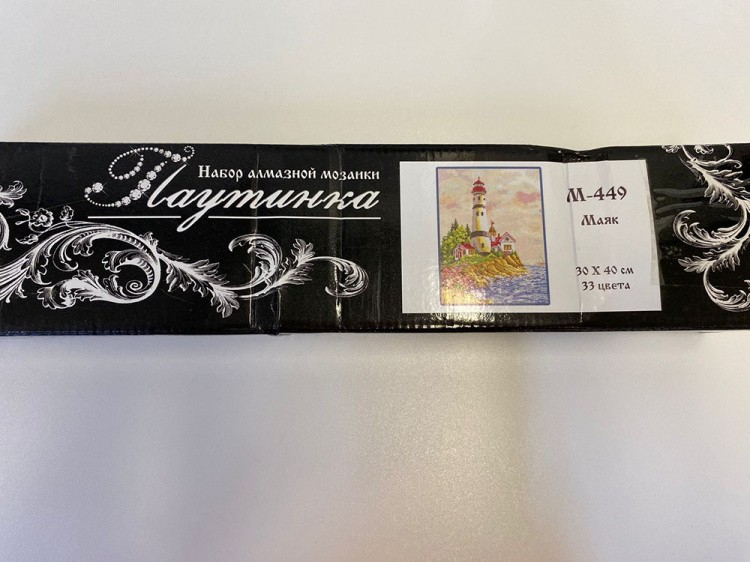 Набор алмазной мозаики
Паутинка
М-449
Маяк
30 Х 40 см
33 цвета